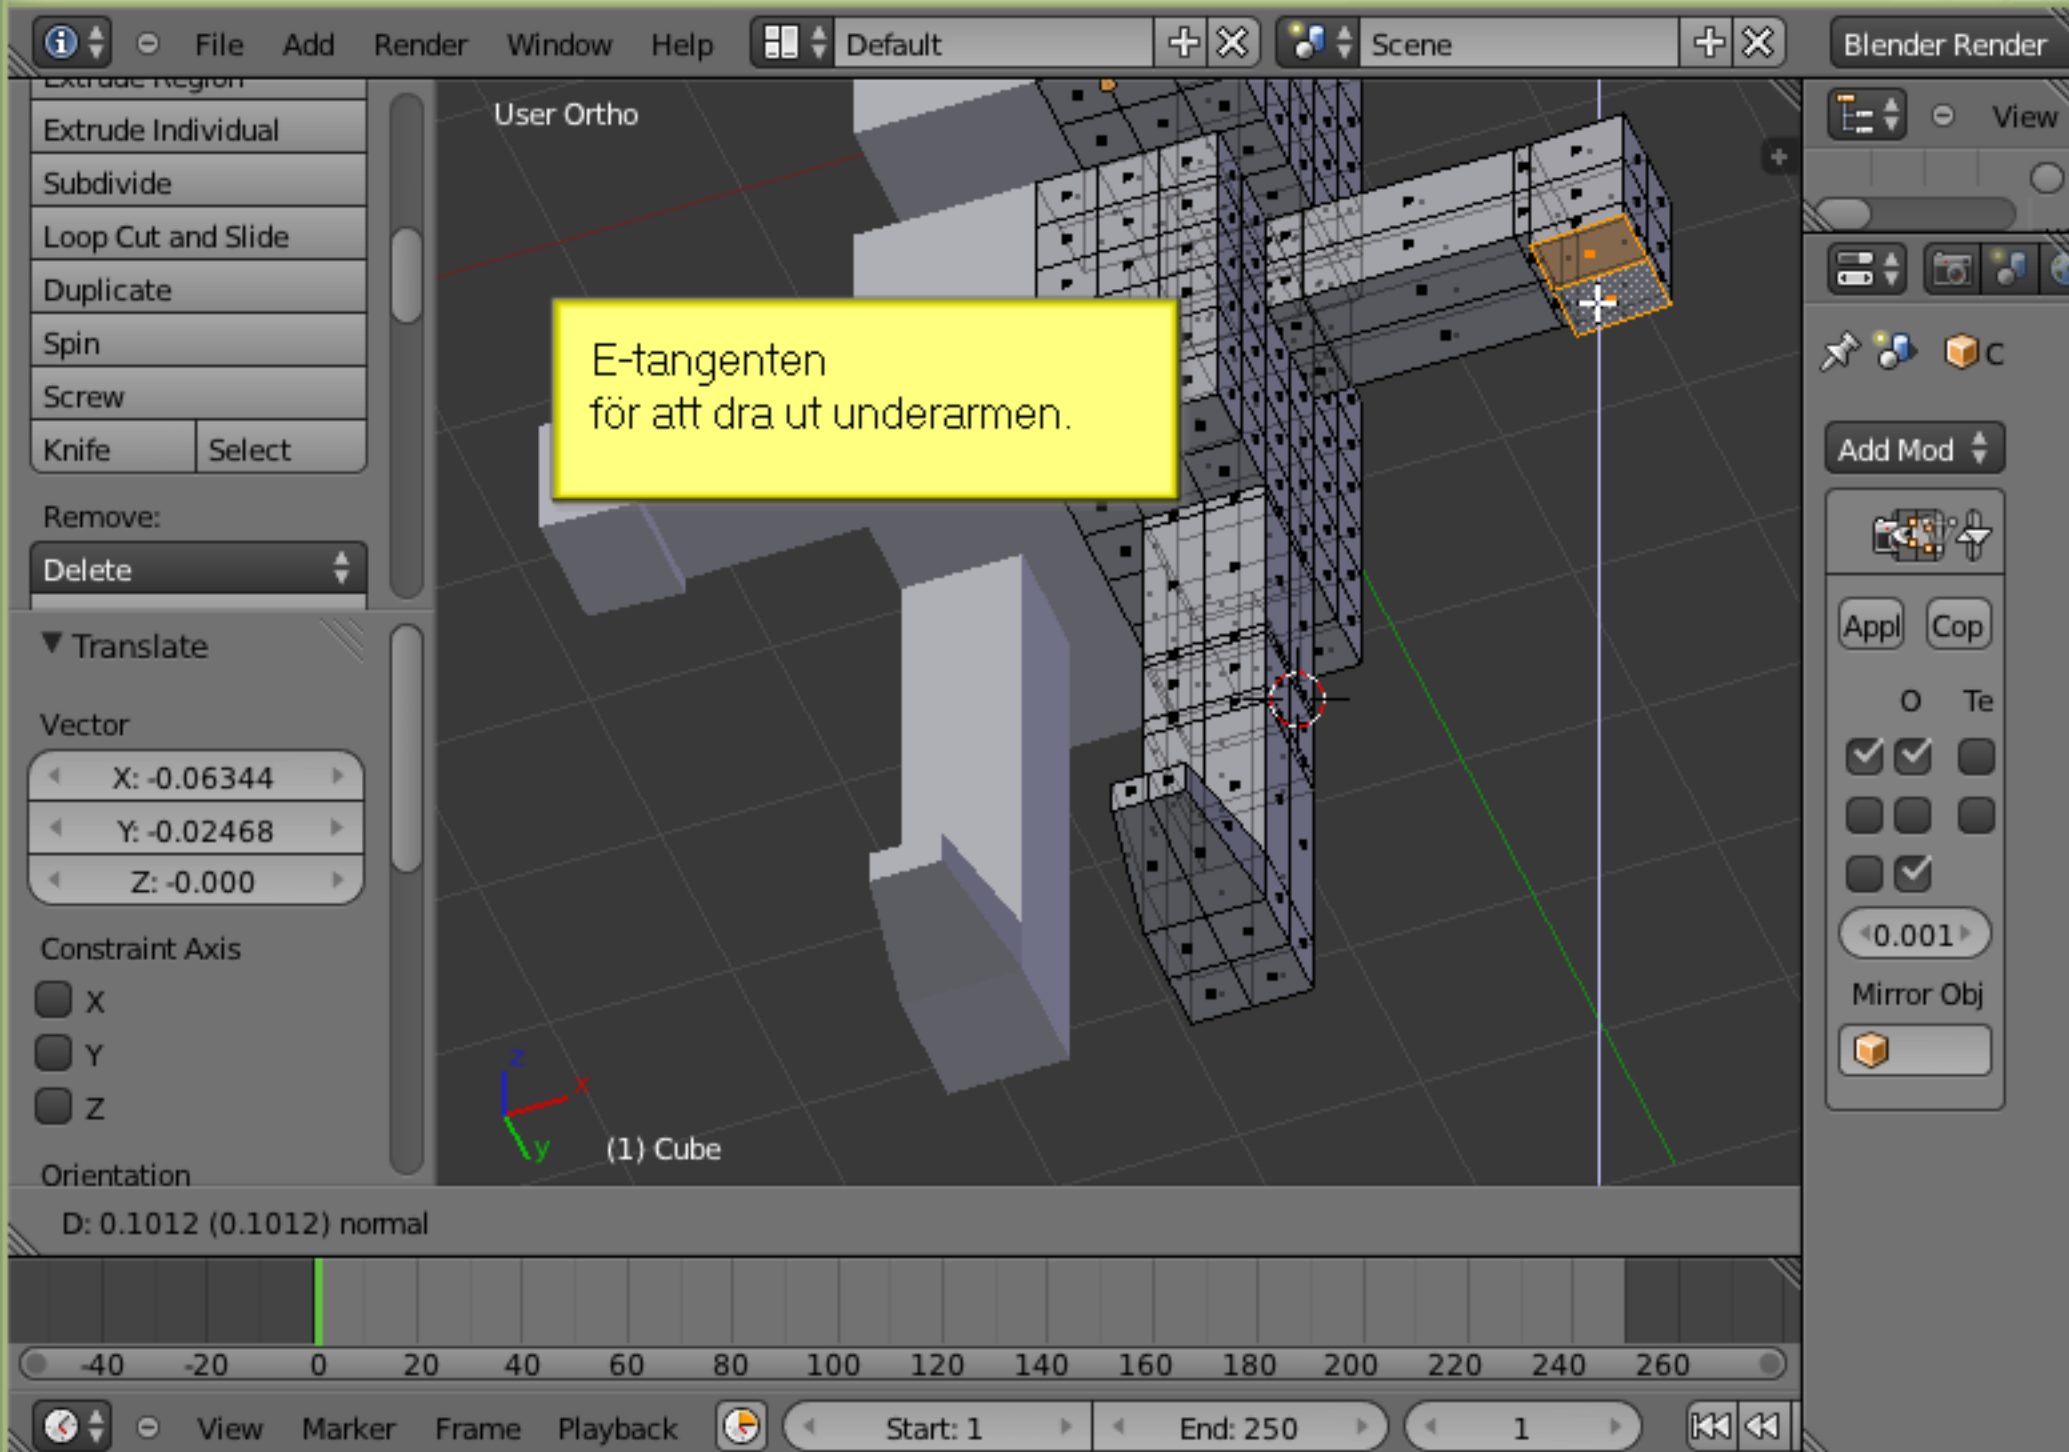 File Add Render Window Help Default Scene Blender Render
Extrude Region
Extrude Individual
Subdivide
Loop Cut and Slide
Duplicate
Spin
Screw
Knife Select
Remove:
Delete
Translate
Vector
X: -0.06344
Y: -0.02468
Z: -0.000
Constraint Axis
X
Y
Z
Orientation
User Ortho
E-tangenten
för att dra ut underarmen.
z
x
y
(1) Cube
View
C
Add Mod
Appl Cop
O Te
0.001
Mirror Obj
D: 0.1012 (0.1012) normal
-40 -20 0 20 40 60 80 100 120 140 160 180 200 220 240 260
View Marker Frame Playback Start: 1 End: 250 1